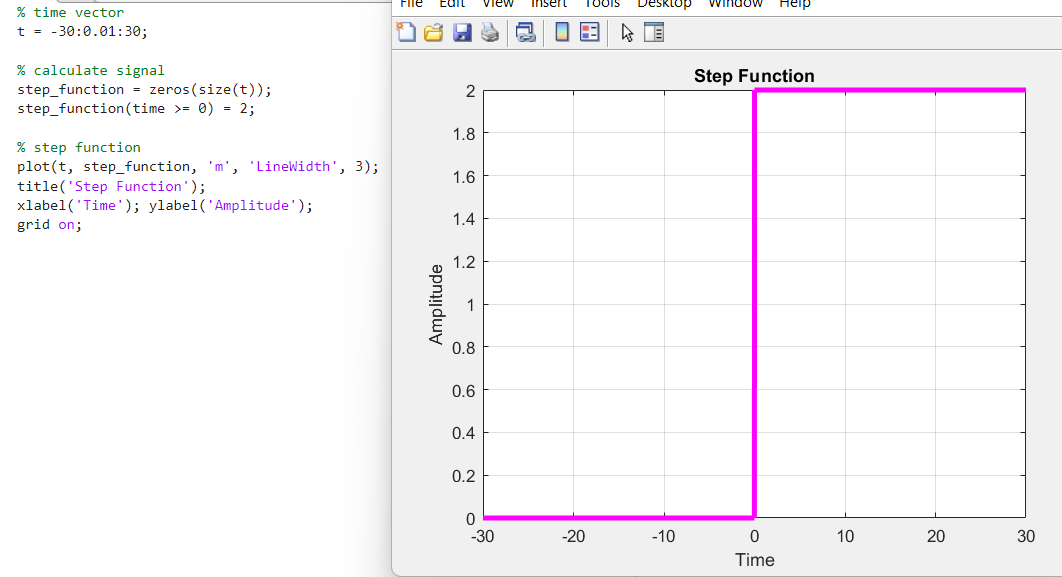 % time vector
t = -30:0.01:30;
% calculate signal
step_function = zeros(size(t));
step_function(time >= 0) = 2;
% step function
plot(t, step_function, 'm', 'LineWidth', 3);
title('Step Function');
xlabel('Time'); ylabel('Amplitude');
grid on;
File Edit View Insert Tools Desktop Window Help
Step Function
2
1.8
1.6
1.4
1.2
1
0.8
0.6
0.4
0.2
0
Amplitude
-30 -20 -10 0 10 20 30
Time